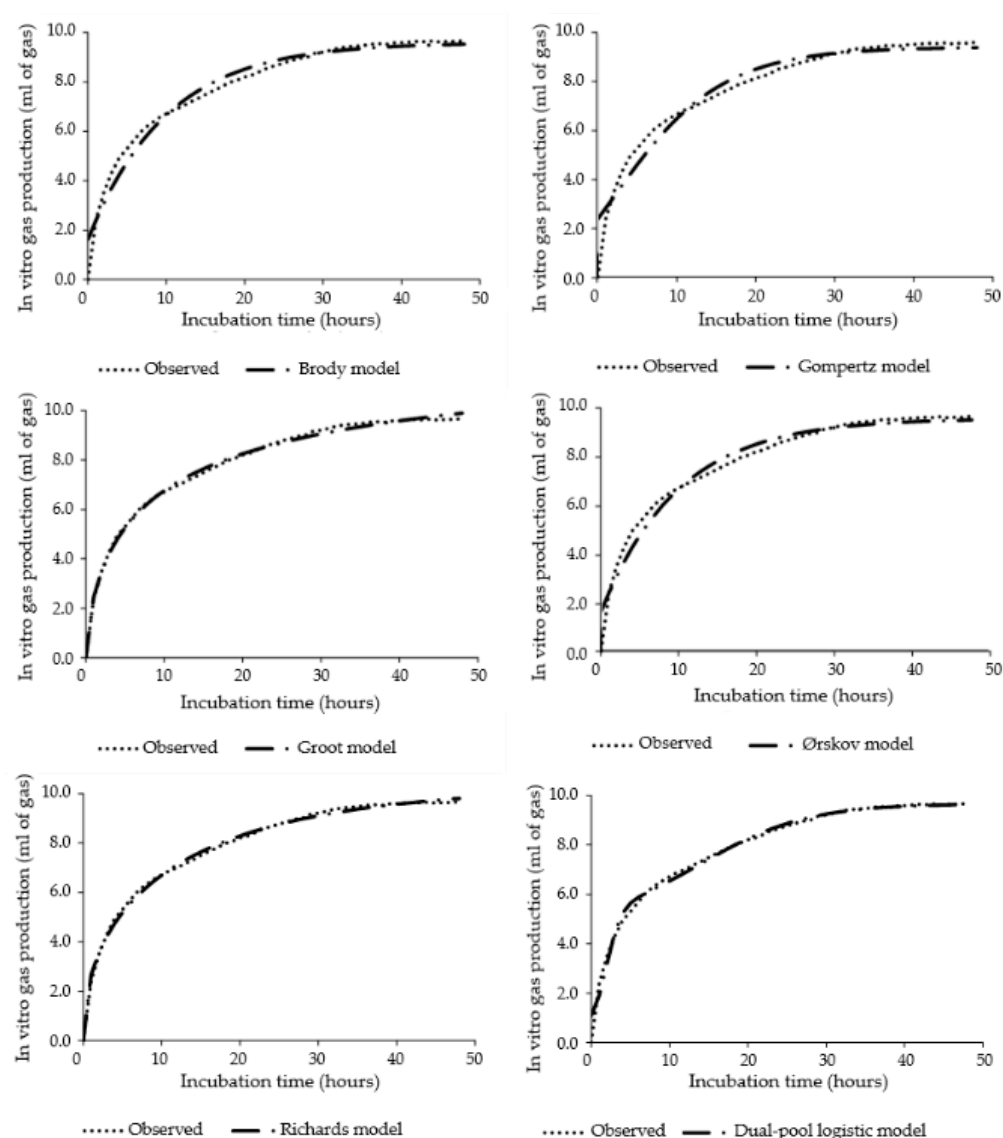 In vitro gas production (ml of gas)
10.0
8.0
6.0
4.0
2.0
0.0
0 10 20 30 40 50
Incubation time (hours)
Observed Brody model
In vitro gas production (ml of gas)
10.0
8.0
6.0
4.0
2.0
0.0
0 10 20 30 40 50
Incubation time (hours)
Observed Gompertz model
In vitro gas production (ml of gas)
10.0
8.0
6.0
4.0
2.0
0.0
0 10 20 30 40 50
Incubation time (hours)
Observed Groot model
In vitro gas production (ml of gas)
10.0
8.0
6.0
4.0
2.0
0.0
0 10 20 30 40 50
Incubation time (hours)
Observed Ørskov model
In vitro gas production (ml of gas)
10.0
8.0
6.0
4.0
2.0
0.0
0 10 20 30 40 50
Incubation time (hours)
Observed Richards model
In vitro gas production (ml of gas)
10.0
8.0
6.0
4.0
2.0
0.0
0 10 20 30 40 50
Incubation time (hours)
Observed Dual-pool logistic model